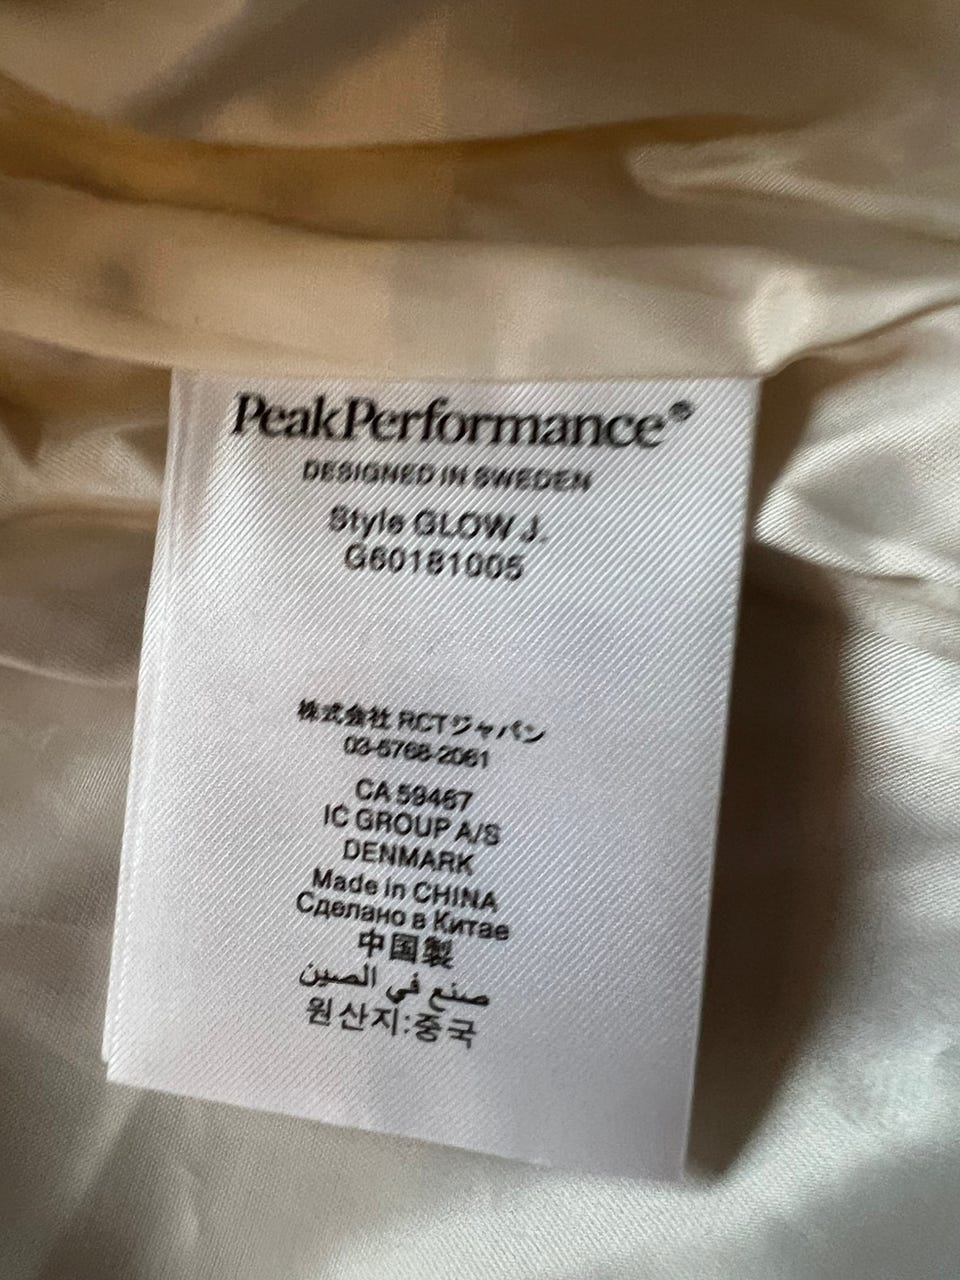 PeakPerformance®
DESIGNED IN SWEDEN
Style GLOW J.
G60181005
株式会社 RCTジャパン
03-6768-2061
CA 59467
IC GROUP A/S
DENMARK
Made in CHINA
Сделано в Китае
中国製
صنع في الصين
원산지:중국